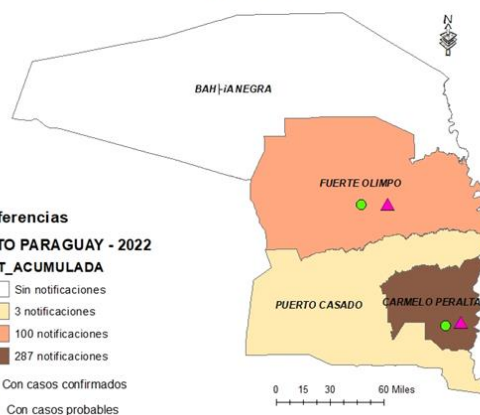 N
BAH├iA NEGRA
FUERTE OLIMPO
ferencias
TO PARAGUAY - 2022
T_ACUMULADA
Sin notificaciones
3 notificaciones
100 notificaciones
287 notificaciones
Con casos confirmados
Con casos probables
PUERTO CASADO
CARMELO PERALTA
0 15 30 60 Miles